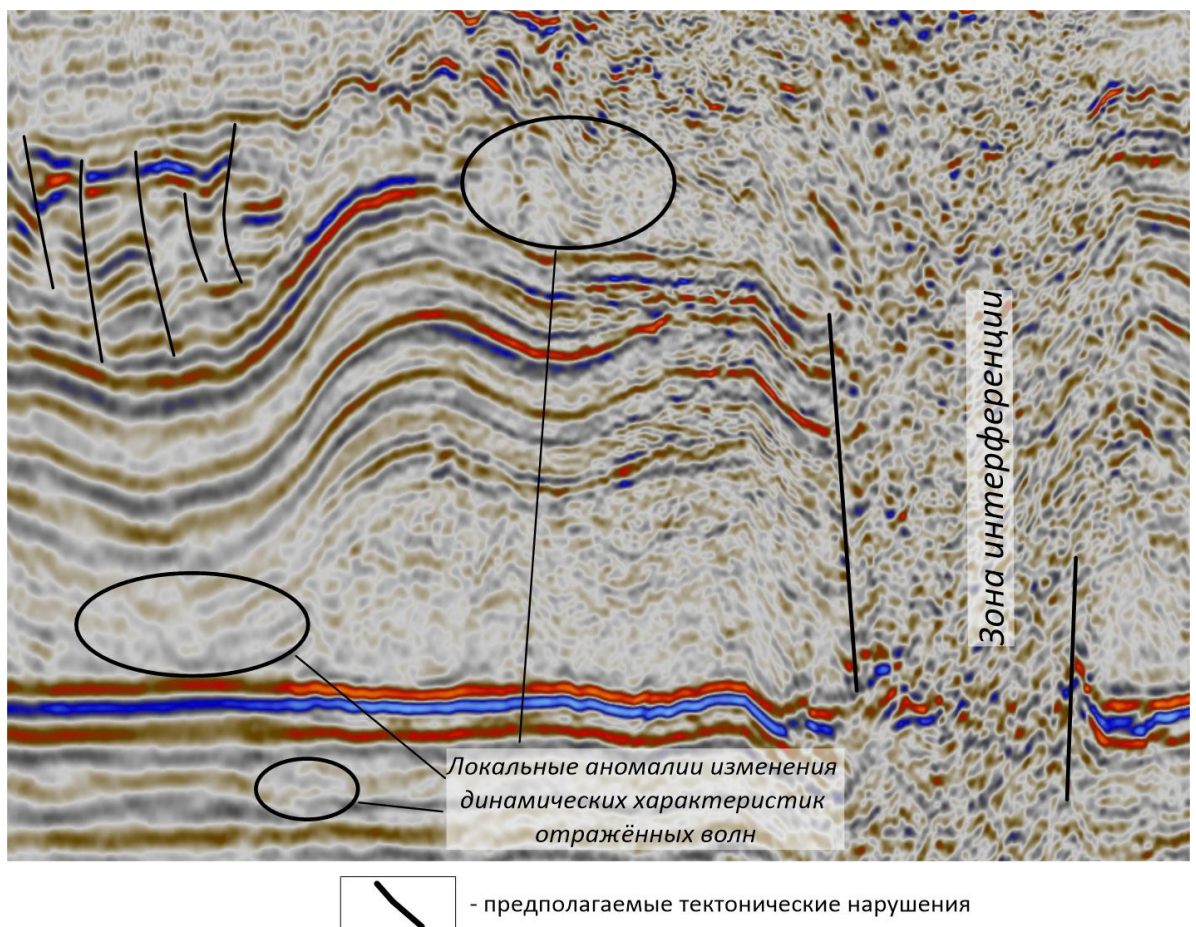 Зона интерференции
Локальные аномалии изменения
динамических характеристик
отражённых волн
- предполагаемые тектонические нарушения